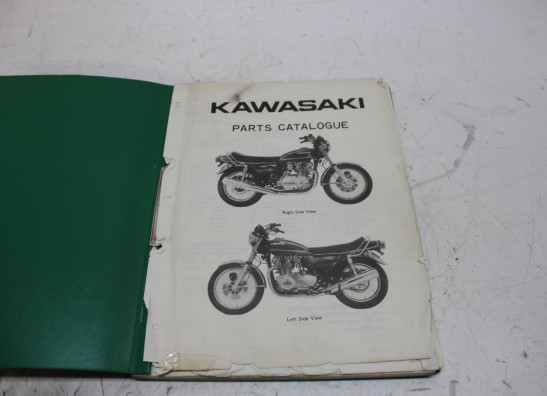 KAWASAKI
PARTS CATALOGUE
Right Side View
Left Side View